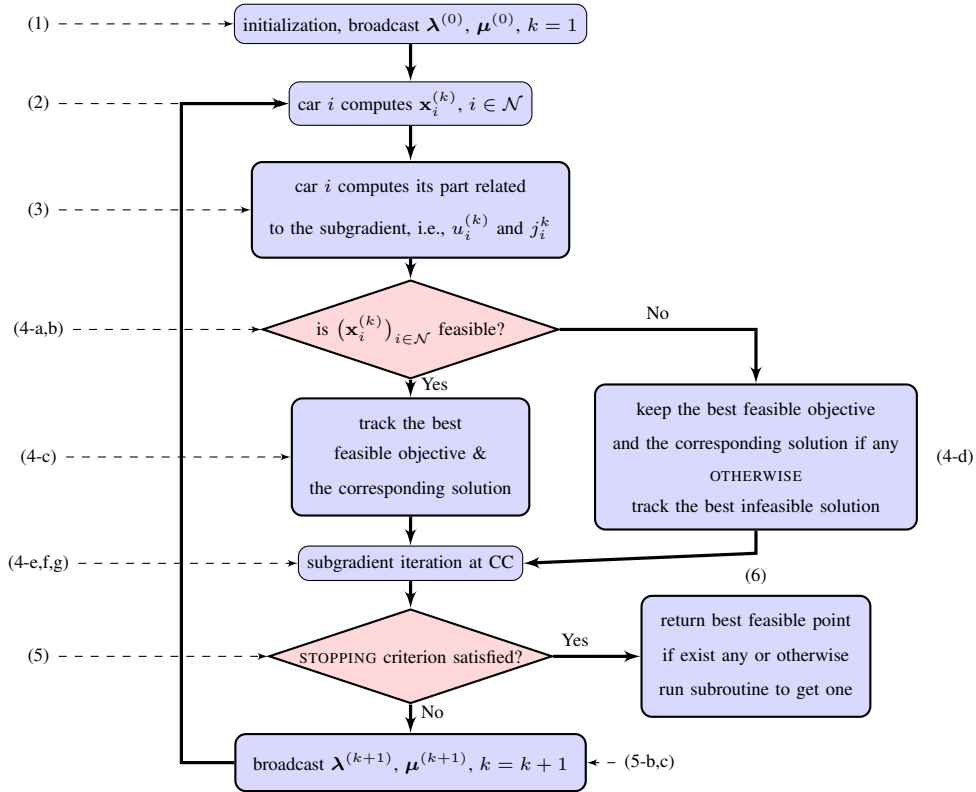 (1) initialization, broadcast λ^(0), μ^(0), k = 1
(2) car i computes x_i^(k), i ∈ N
(3)
car i computes its part related
to the subgradient, i.e., u_i^(k) and j_i^k
(4-a,b) is (x_i^(k))_{i∈N} feasible?
No
Yes
(4-c)
track the best
feasible objective &
the corresponding solution
keep the best feasible objective
and the corresponding solution if any
OTHERWISE
track the best infeasible solution
(4-d)
(4-e,f,g) subgradient iteration at CC
(6)
(5) STOPPING criterion satisfied?
Yes
return best feasible point
if exist any or otherwise
run subroutine to get one
No
broadcast λ^(k+1), μ^(k+1), k = k + 1
(5-b,c)